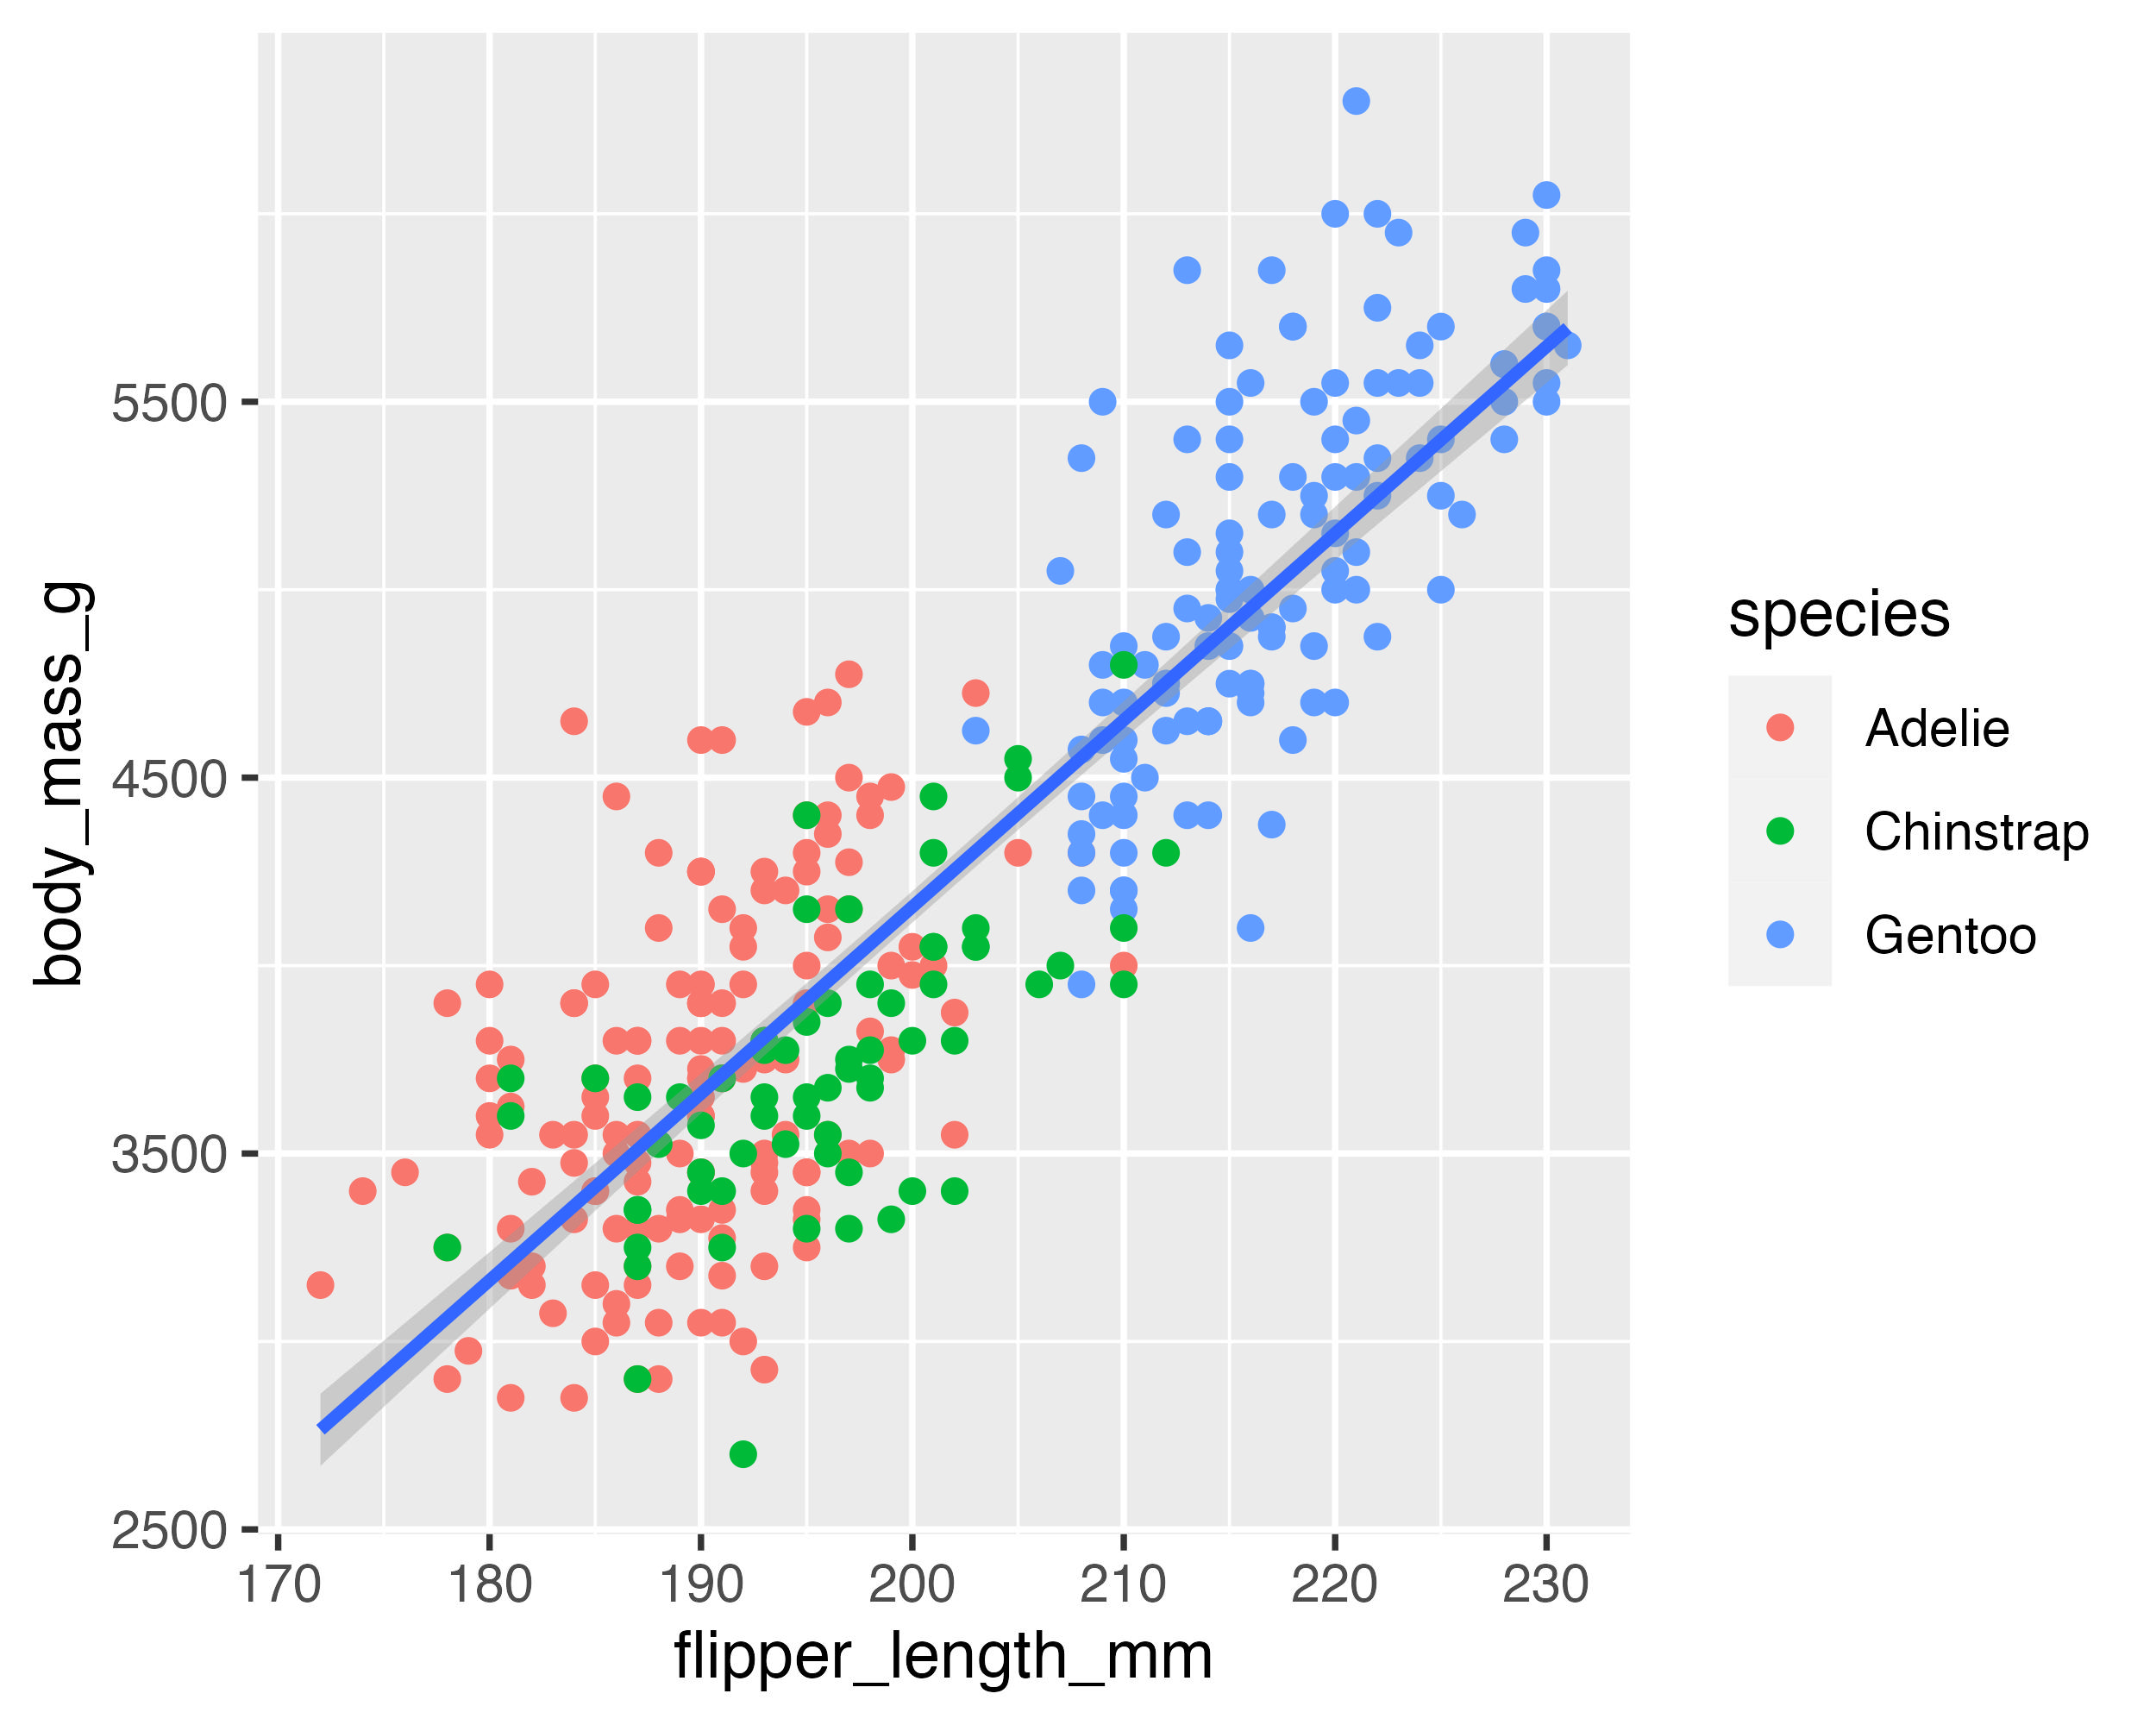 body_mass_g
5500
4500
3500
2500
170 180 190 200 210 220 230
flipper_length_mm
species
Adelie
Chinstrap
Gentoo